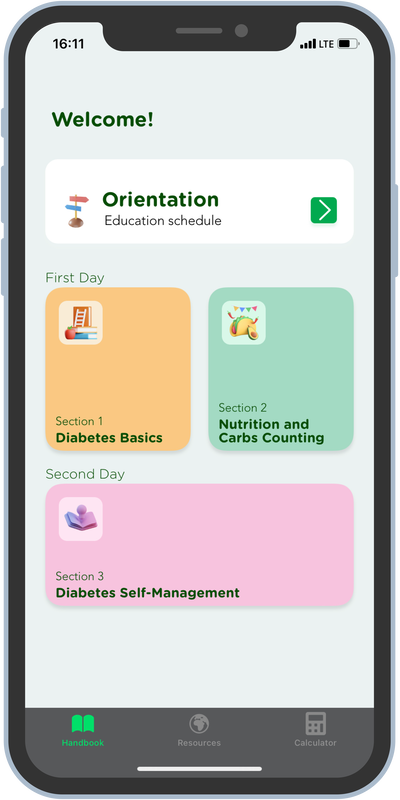 16:11
LTE
Welcome!
Orientation
Education schedule
First Day
Section 1
Diabetes Basics
Section 2
Nutrition and
Carbs Counting
Second Day
Section 3
Diabetes Self-Management
Handbook
Resources
Calculator